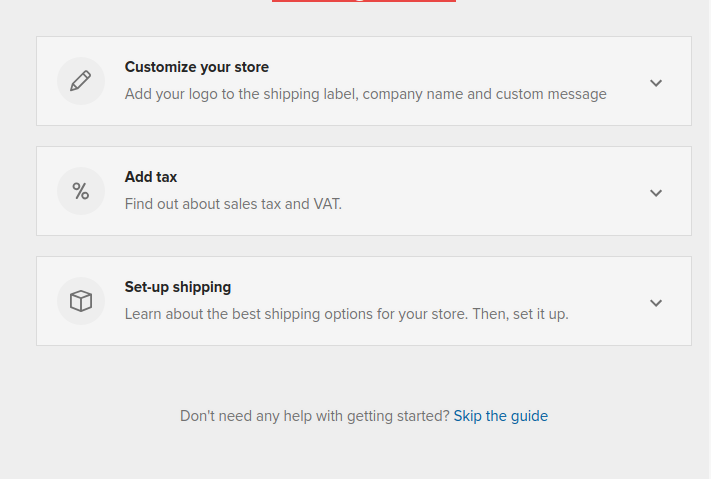 Customize your store
Add your logo to the shipping label, company name and custom message
%
Add tax
Find out about sales tax and VAT.
Set-up shipping
Learn about the best shipping options for your store. Then, set it up.
Don't need any help with getting started? Skip the guide